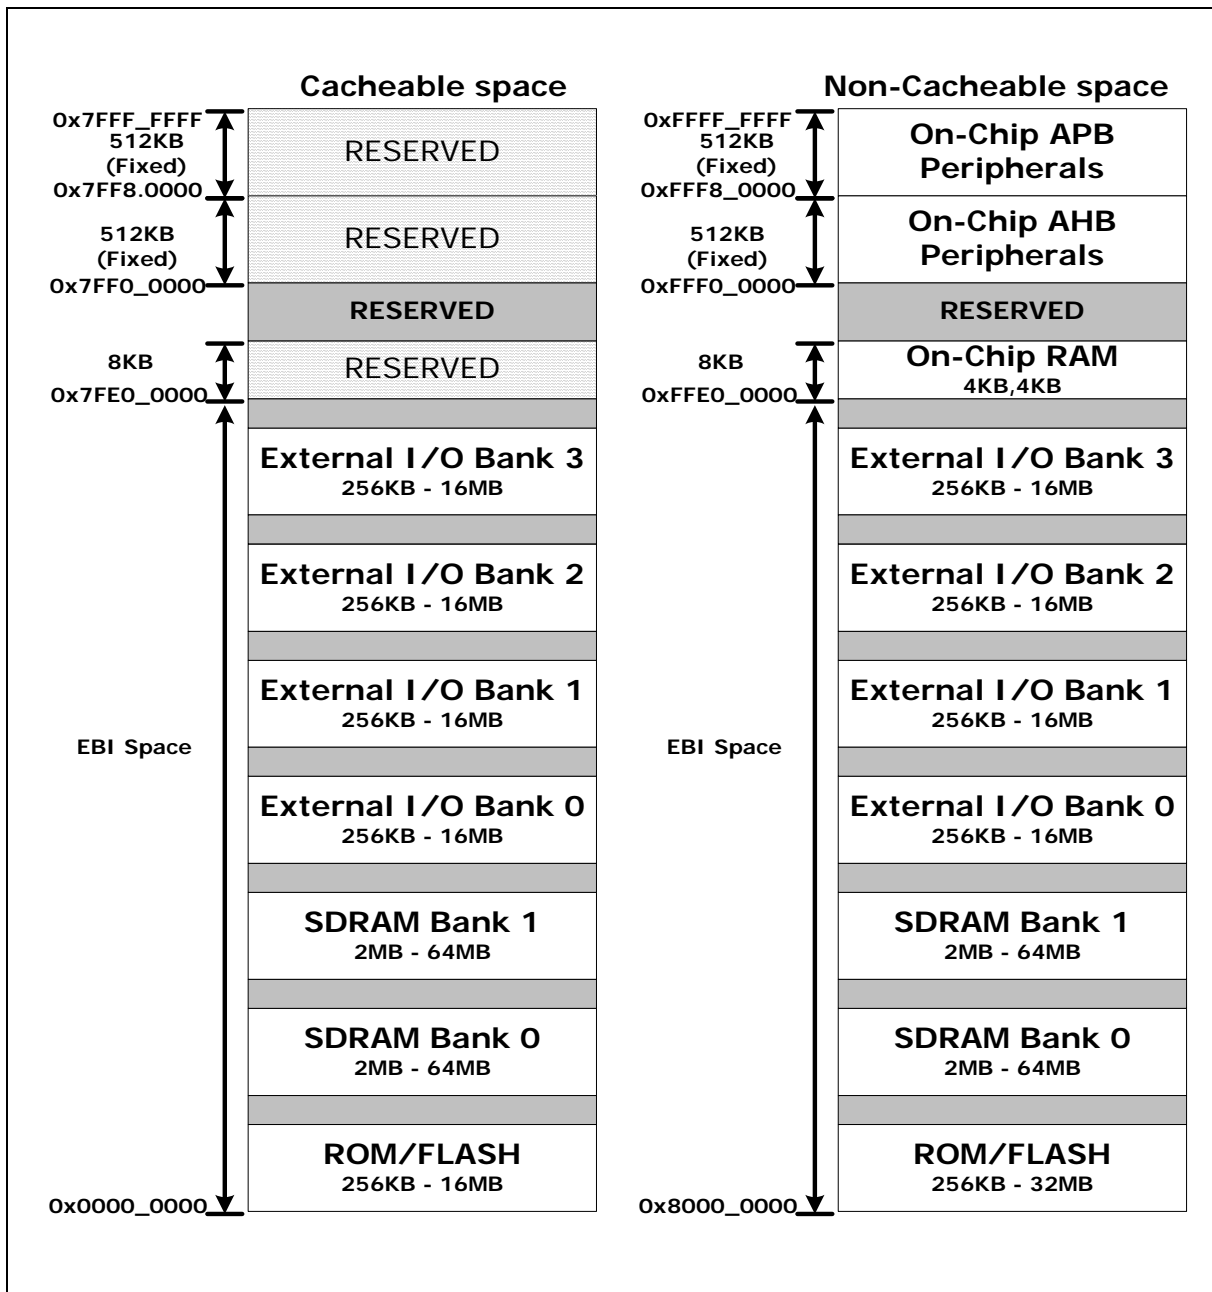 Cacheable space
0x7FFF_FFFF
512KB
(Fixed)
0x7FF8.0000
RESERVED
512KB
(Fixed)
0x7FF0_0000
RESERVED
RESERVED
8KB
0x7FE0_0000
RESERVED
External I/O Bank 3
256KB - 16MB
External I/O Bank 2
256KB - 16MB
External I/O Bank 1
256KB - 16MB
EBI Space
External I/O Bank 0
256KB - 16MB
SDRAM Bank 1
2MB - 64MB
SDRAM Bank 0
2MB - 64MB
ROM/FLASH
256KB - 16MB
0x0000_0000
Non-Cacheable space
0xFFFF_FFFF
512KB
(Fixed)
0xFFF8_0000
On-Chip APB
Peripherals
512KB
(Fixed)
0xFFF0_0000
On-Chip AHB
Peripherals
RESERVED
8KB
0xFFE0_0000
On-Chip RAM
4KB,4KB
External I/O Bank 3
256KB - 16MB
External I/O Bank 2
256KB - 16MB
External I/O Bank 1
256KB - 16MB
EBI Space
External I/O Bank 0
256KB - 16MB
SDRAM Bank 1
2MB - 64MB
SDRAM Bank 0
2MB - 64MB
ROM/FLASH
256KB - 32MB
0x8000_0000